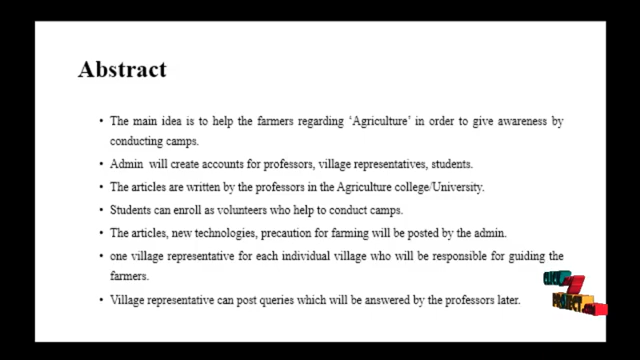 Abstract
• The main idea is to help the farmers regarding ‘Agriculture’ in order to give awareness by
conducting camps.
• Admin will create accounts for professors, village representatives, students.
• The articles are written by the professors in the Agriculture college/University.
• Students can enroll as volunteers who help to conduct camps.
• The articles, new technologies, precaution for farming will be posted by the admin.
• one village representative for each individual village who will be responsible for guiding the
farmers.
• Village representative can post queries which will be answered by the professors later.
PROJECT